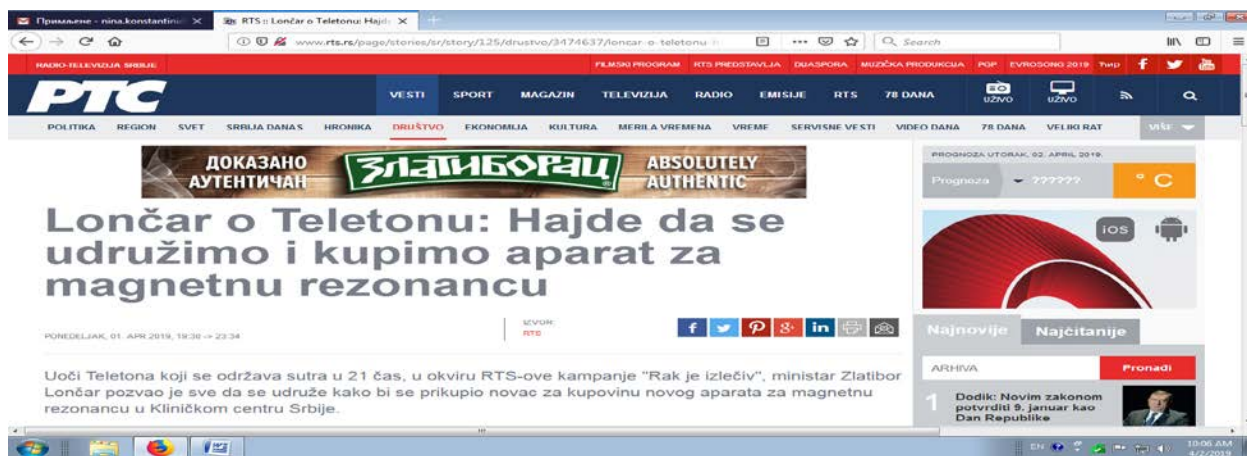 Примљене - nina.konstantini
RTS :: Lončar o Teletonu: Hajd
www.rts.rs/page/stories/sr/story/125/drustvo/3474637/loncar-o-teletonu
Search
RADIO-TELEVIZIJA SRBIJE FILMSKI PROGRAM RTS PREDSTAVLJA DIJASPORA MUZIČKA PRODUKCIJA PGP EVROSONG 2019 Ћир
РТС VESTI SPORT MAGAZIN TELEVIZIJA RADIO EMISIJE RTS 78 DANA UŽIVO UŽIVO
POLITIKA REGION SVET SRBIJA DANAS HRONIKA DRUŠTVO EKONOMIJA KULTURA MERILA VREMENA VREME SERVISNE VESTI VIDEO DANA 78 DANA VELIKI RAT VIŠE
ДОКАЗАНО
АУТЕНТИЧАН
Златиборац
ABSOLUTELY
AUTHENTIC
PROGNOZA UTORAK, 02. APRIL 2019.
Prognoza ?????? ° C
Lončar o Teletonu: Hajde da se
udružimo i kupimo aparat za
magnetnu rezonancu
iOS
PONEDELJAK, 01. APR 2019, 19:30 -> 23:34
IZVOR:
RTS
Uoči Teletona koji se održava sutra u 21 čas, u okviru RTS-ove kampanje "Rak je izlečiv", ministar Zlatibor
Lončar pozvao je sve da se udruže kako bi se prikupio novac za kupovinu novog aparata za magnetnu
rezonancu u Kliničkom centru Srbije.
Najnovije Najčitanije
ARHIVA Pronađi
1 Dodik: Novim zakonom
potvrditi 9. januar kao
Dan Republike
EN
10:06 AM
4/2/2019